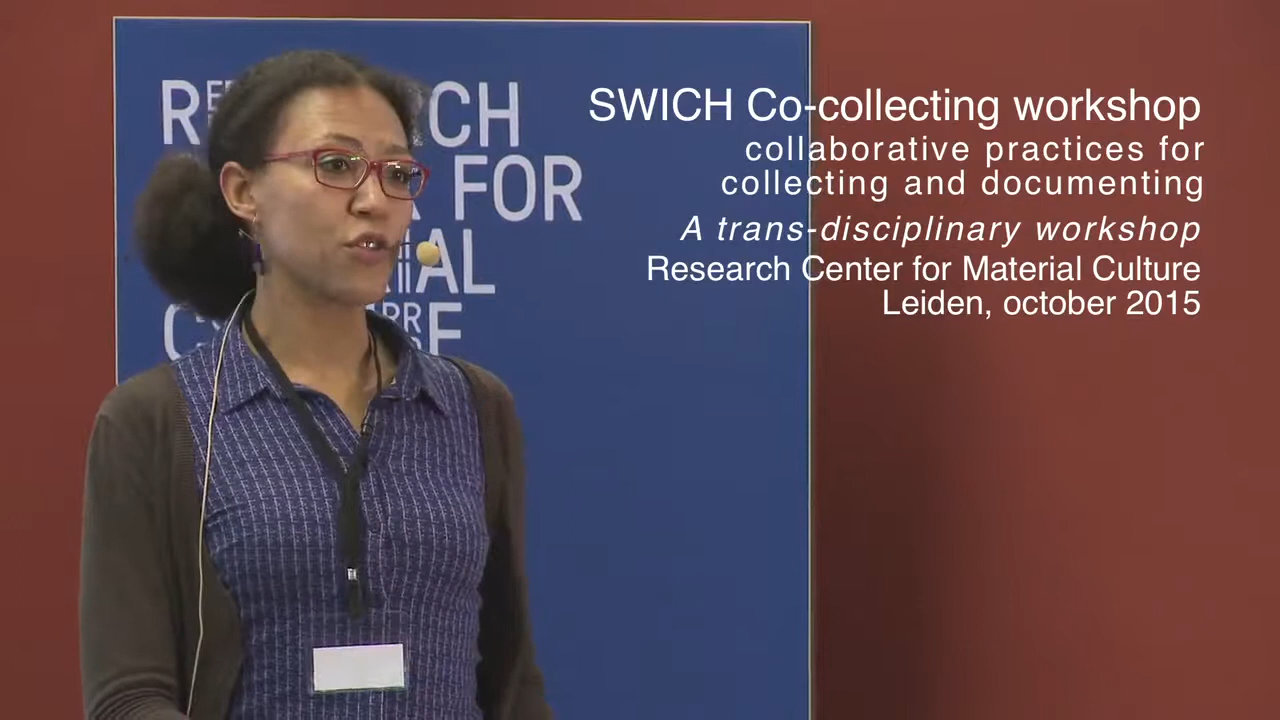 SWICH Co-collecting workshop
collaborative practices for
collecting and documenting
A trans-disciplinary workshop
Research Center for Material Culture
Leiden, october 2015
FOR